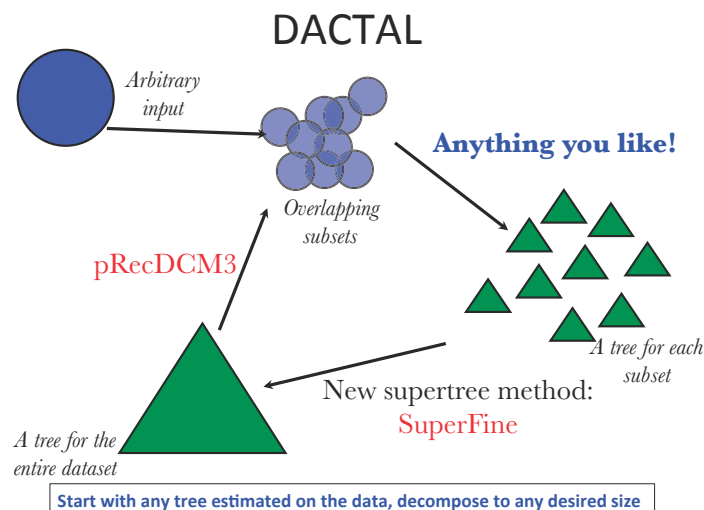 DACTAL
Arbitrary
input
Anything you like!
Overlapping
subsets
pRecDCM3
A tree for each
subset
New supertree method:
SuperFine
A tree for the
entire dataset
Start with any tree estimated on the data, decompose to any desired size